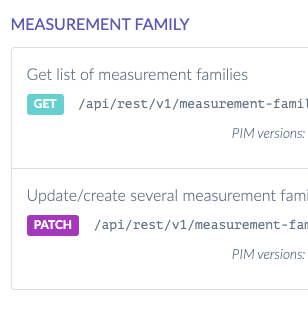 MEASUREMENT FAMILY
Get list of measurement families
GET /api/rest/v1/measurement-famil
PIM versions:
Update/create several measurement fami
PATCH /api/rest/v1/measurement-fam
PIM versions: